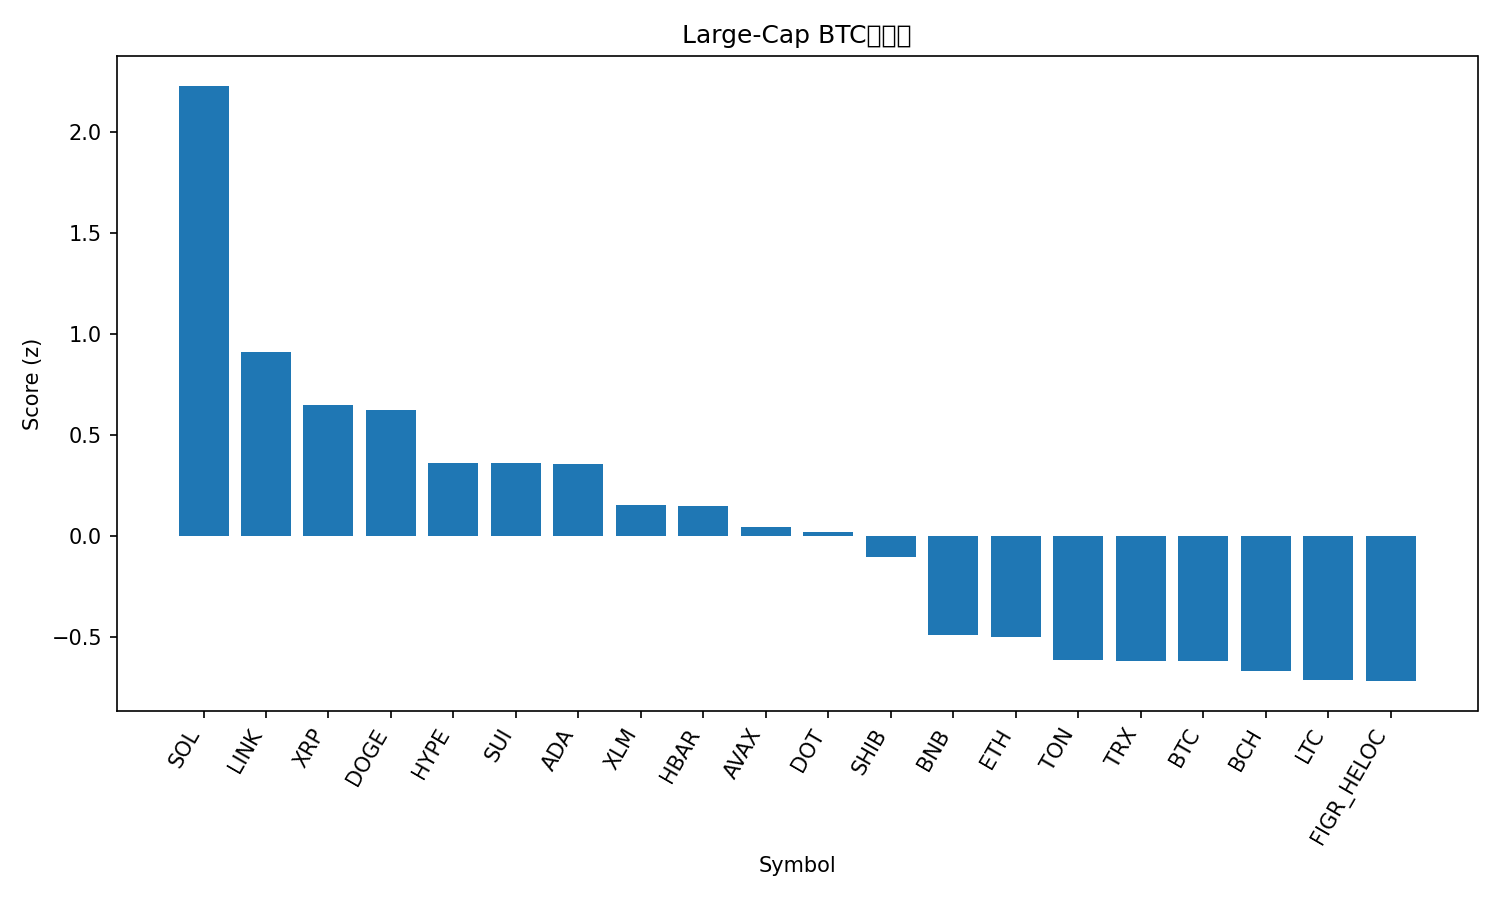 Large-Cap BTC
Score (z)
2.0
1.5
1.0
0.5
0.0
−0.5
SOL
LINK
XRP
DOGE
HYPE
SUI
ADA
XLM
HBAR
AVAX
DOT
SHIB
BNB
ETH
TON
TRX
BTC
BCH
LTC
FIGR_HELOC
Symbol